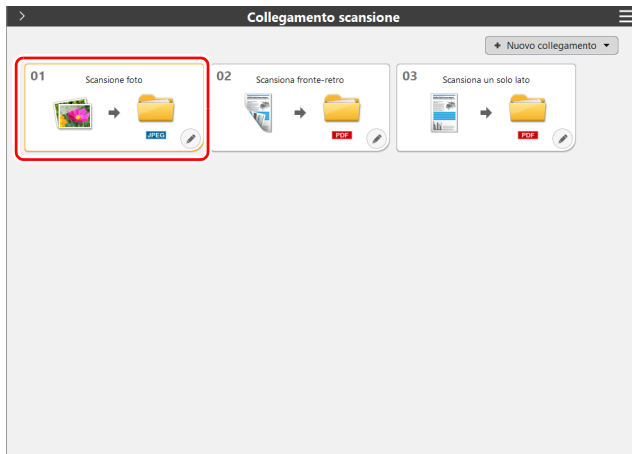 Collegamento scansione
+ Nuovo collegamento
01 Scansione foto
JPEG
02 Scansiona fronte-retro
PDF
03 Scansiona un solo lato
PDF